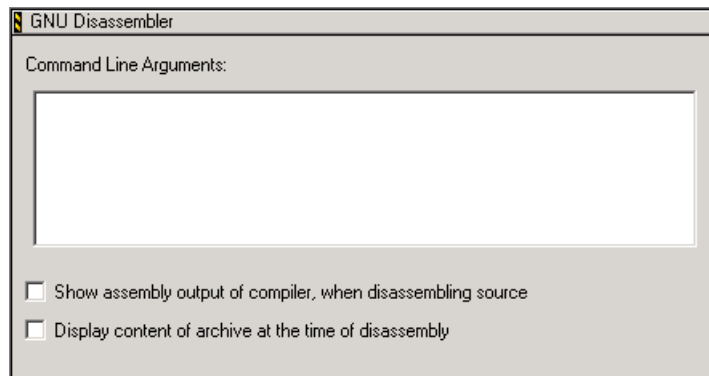 GNU Disassembler
Command Line Arguments:
Show assembly output of compiler, when disassembling source
Display content of archive at the time of disassembly